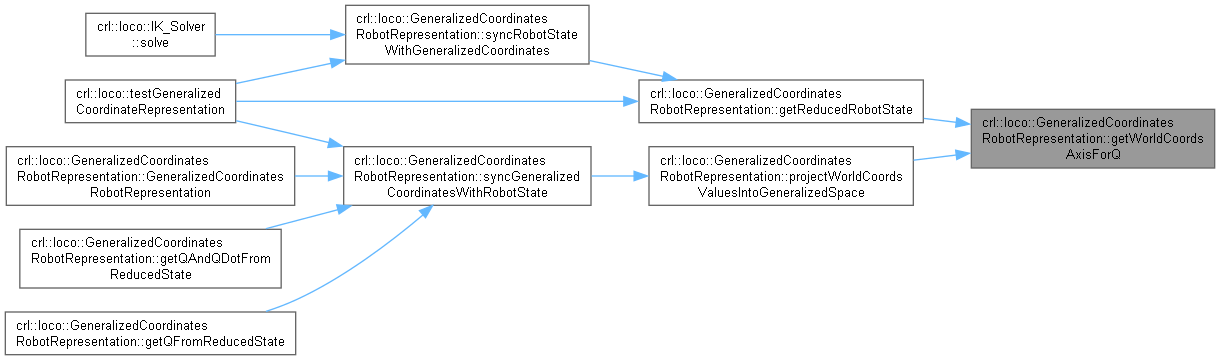 crl::loco::IK_Solver
::solve
crl::loco::GeneralizedCoordinates
RobotRepresentation::syncRobotState
WithGeneralizedCoordinates
crl::loco::testGeneralized
CoordinateRepresentation
crl::loco::GeneralizedCoordinates
RobotRepresentation::getReducedRobotState
crl::loco::GeneralizedCoordinates
RobotRepresentation::getWorldCoords
AxisForQ
crl::loco::GeneralizedCoordinates
RobotRepresentation::GeneralizedCoordinates
RobotRepresentation
crl::loco::GeneralizedCoordinates
RobotRepresentation::syncGeneralized
CoordinatesWithRobotState
crl::loco::GeneralizedCoordinates
RobotRepresentation::projectWorldCoords
ValuesIntoGeneralizedSpace
crl::loco::GeneralizedCoordinates
RobotRepresentation::getQAndQDotFrom
ReducedState
crl::loco::GeneralizedCoordinates
RobotRepresentation::getQFromReducedState